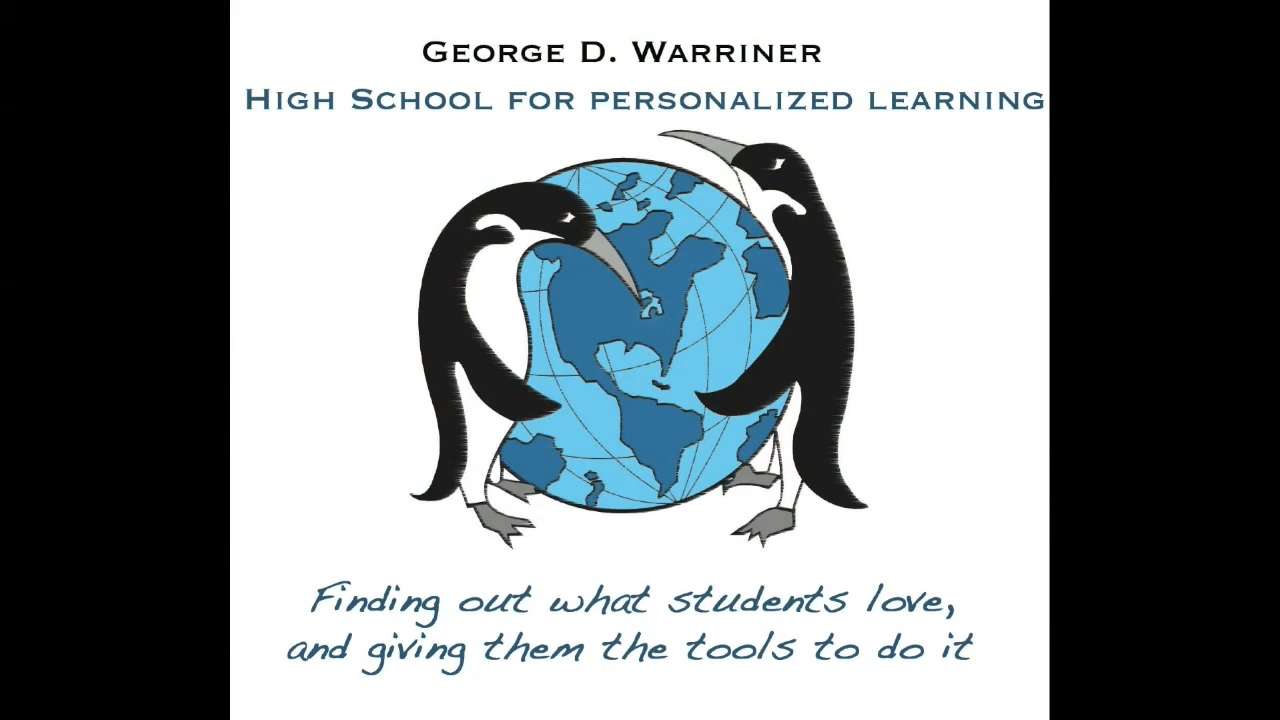 George D. Warriner
High School for personalized learning
Finding out what students love,
and giving them the tools to do it